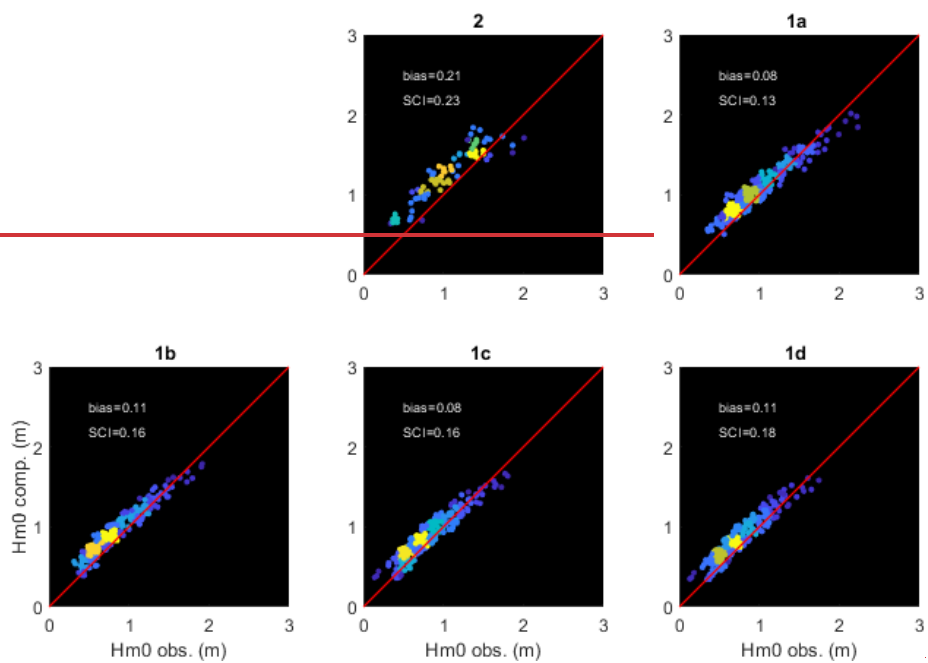 2
3
2
1
0
bias=0.21
SCI=0.23
0
1
2
3
1a
3
2
1
0
bias=0.08
SCI=0.13
0
1
2
3
1b
Hm0 comp. (m)
3
2
1
0
bias=0.11
SCI=0.16
0
1
2
3
Hm0 obs. (m)
1c
3
2
1
0
bias=0.08
SCI=0.16
0
1
2
3
Hm0 obs. (m)
1d
3
2
1
0
bias=0.11
SCI=0.18
0
1
2
3
Hm0 obs. (m)